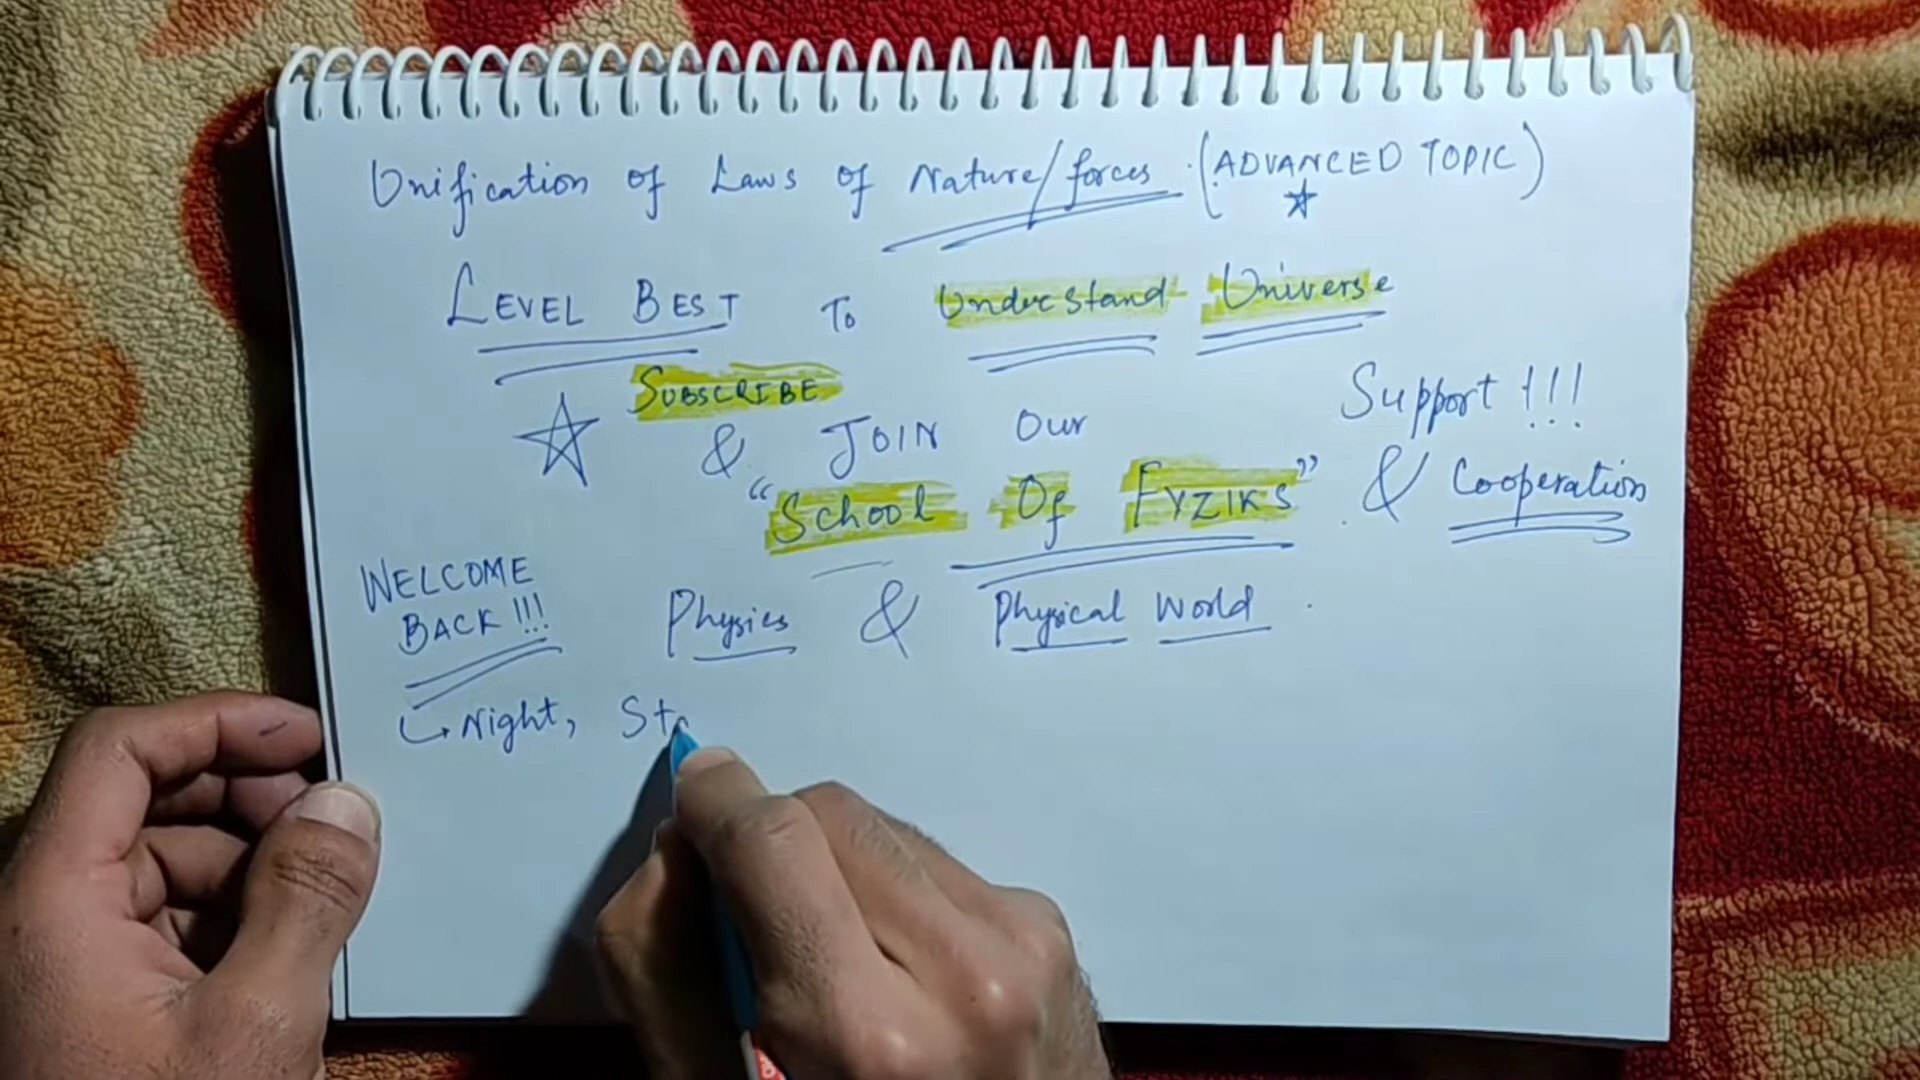 Unification of Laws of Nature/forces. (ADVANCED TOPIC)
LEVEL BEST To Understand Universe
SUBSCRIBE
& JOIN Our
Support !!!
"School Of FYZIKS" & Cooperation
WELCOME
BACK!!!
Physics & Physical World.
Night, Sta